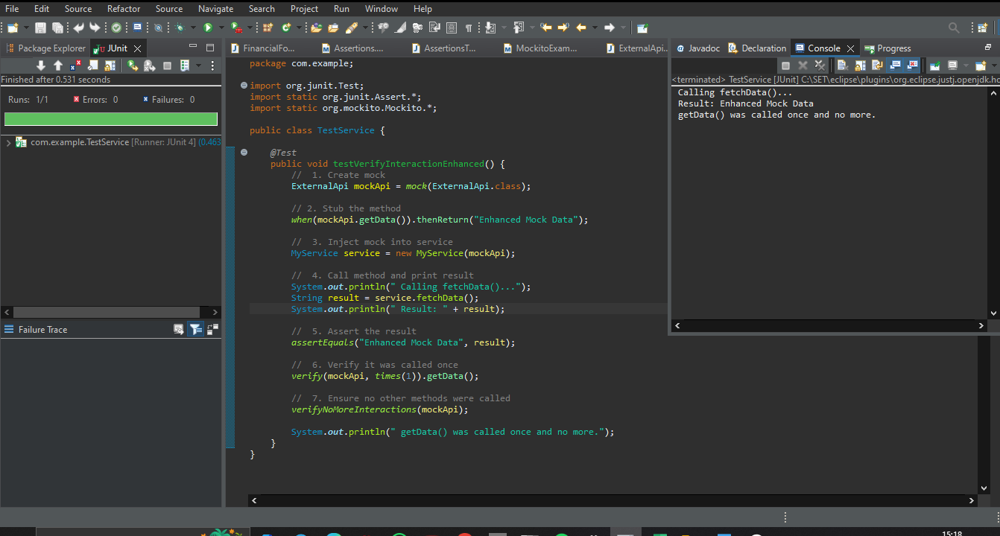 File Edit Source Refactor Source Navigate Search Project Run Window Help
Package Explorer JUnit
Finished after 0.531 seconds
Runs: 1/1 Errors: 0 Failures: 0
com.example.TestService [Runner: JUnit 4] (0.463
Failure Trace
FinancialFo... Assertions.... AssertionsT... MockitoExam... ExternalApi..
package com.example;
import org.junit.Test;
import static org.junit.Assert.*;
import static org.mockito.Mockito.*;
public class TestService {
@Test
public void testVerifyInteractionEnhanced() {
// 1. Create mock
ExternalApi mockApi = mock(ExternalApi.class);
// 2. Stub the method
when(mockApi.getData()).thenReturn("Enhanced Mock Data");
// 3. Inject mock into service
MyService service = new MyService(mockApi);
// 4. Call method and print result
System.out.println(" Calling fetchData()...");
String result = service.fetchData();
System.out.println(" Result: " + result);
// 5. Assert the result
assertEquals("Enhanced Mock Data", result);
// 6. Verify it was called once
verify(mockApi, times(1)).getData();
// 7. Ensure no other methods were called
verifyNoMoreInteractions(mockApi);
System.out.println(" getData() was called once and no more.");
}
}
Javadoc Declaration Console Progress
<terminated> TestService [JUnit] C:\SET\eclipse\plugins\org.eclipse.justj.openjdk.hc
Calling fetchData()...
Result: Enhanced Mock Data
getData() was called once and no more.
15:18